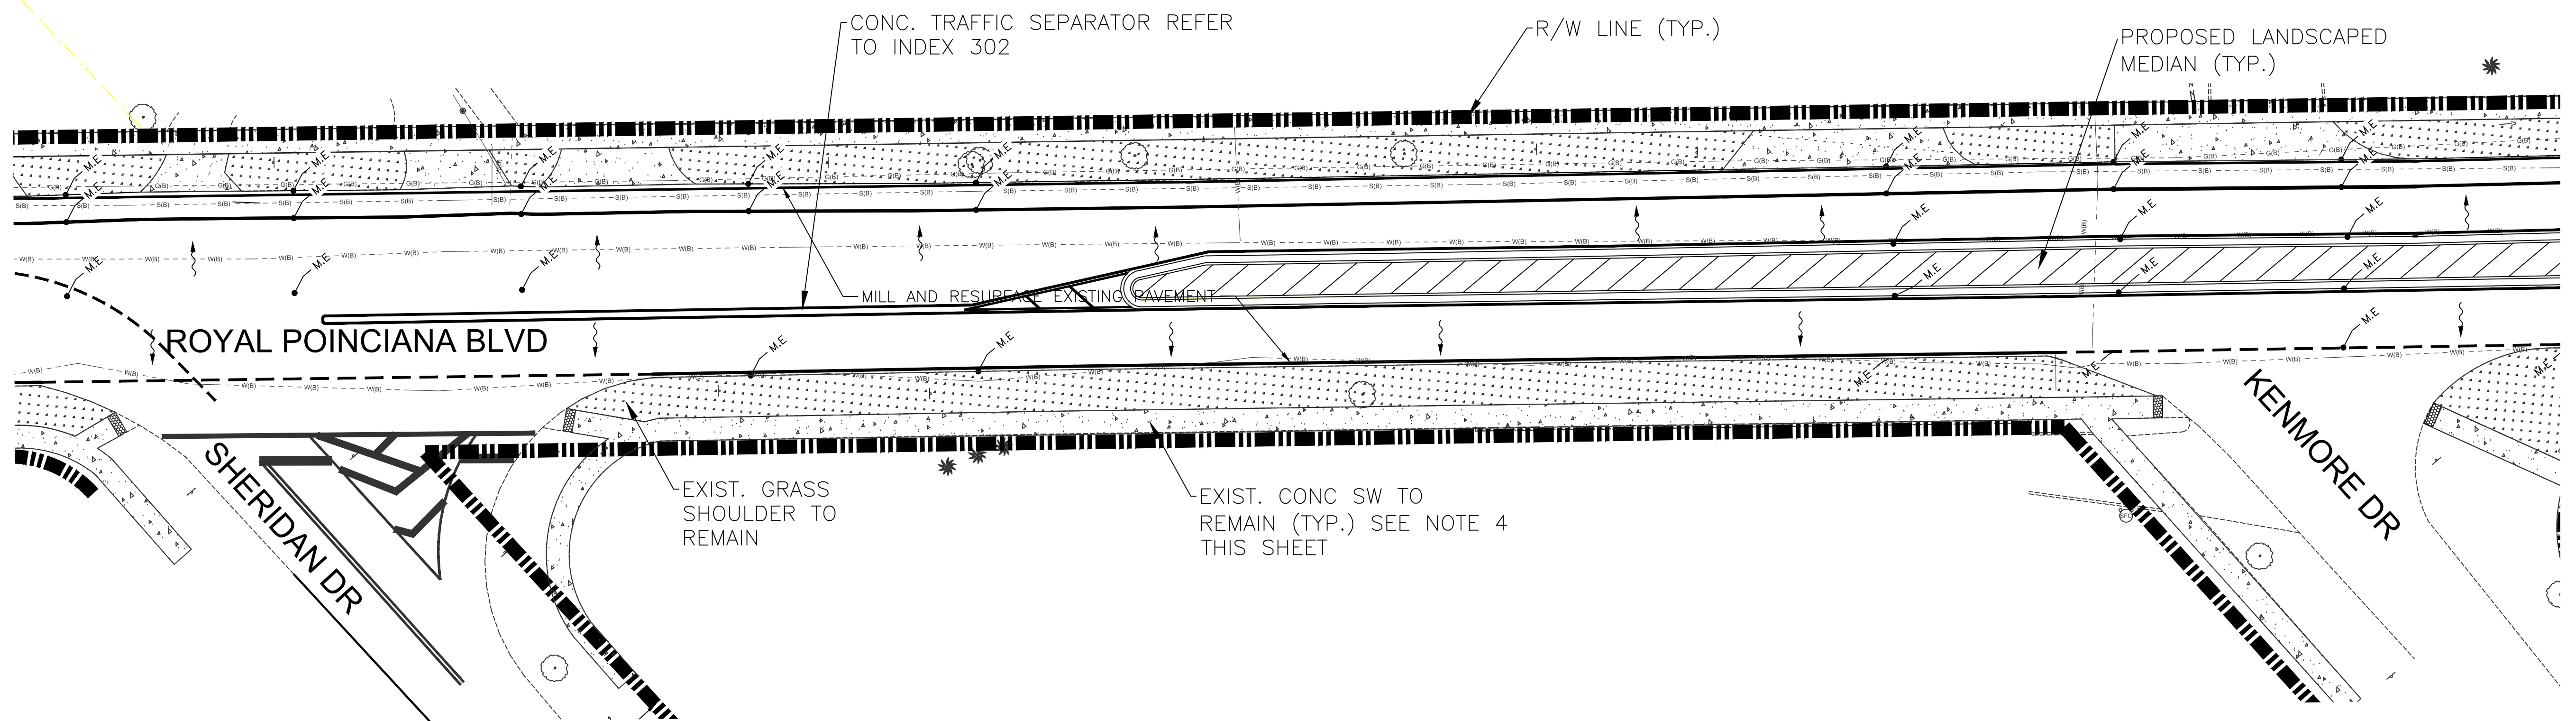 CONC. TRAFFIC SEPARATOR REFER
TO INDEX 302
R/W LINE (TYP.)
PROPOSED LANDSCAPED
MEDIAN (TYP.)
MILL AND RESURFACE EXISTING PAVEMENT
ROYAL POINCIANA BLVD
SHERIDAN DR
KENMORE DR
EXIST. GRASS
SHOULDER TO
REMAIN
EXIST. CONC SW TO
REMAIN (TYP.) SEE NOTE 4
THIS SHEET
M.E
G(B)
S(B)
W(B)